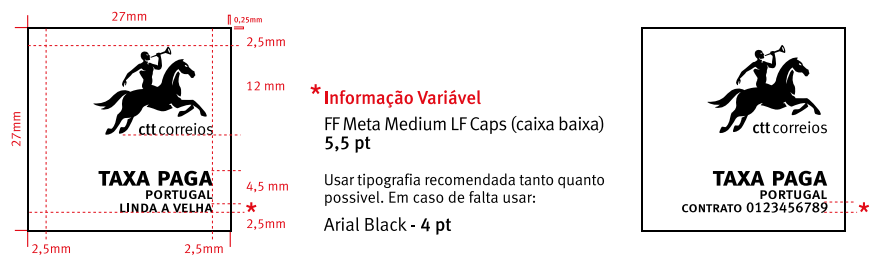 27mm
0,25mm
2,5mm
12 mm
27mm
ctt correios
TAXA PAGA
PORTUGAL
LINDA A VELHA
4,5 mm
*
2,5mm
2,5mm
2,5mm
* Informação Variável
FF Meta Medium LF Caps (caixa baixa)
5,5 pt
Usar tipografia recomendada tanto quanto
possivel. Em caso de falta usar:
Arial Black - 4 pt
ctt correios
TAXA PAGA
PORTUGAL
CONTRATO 0123456789
*